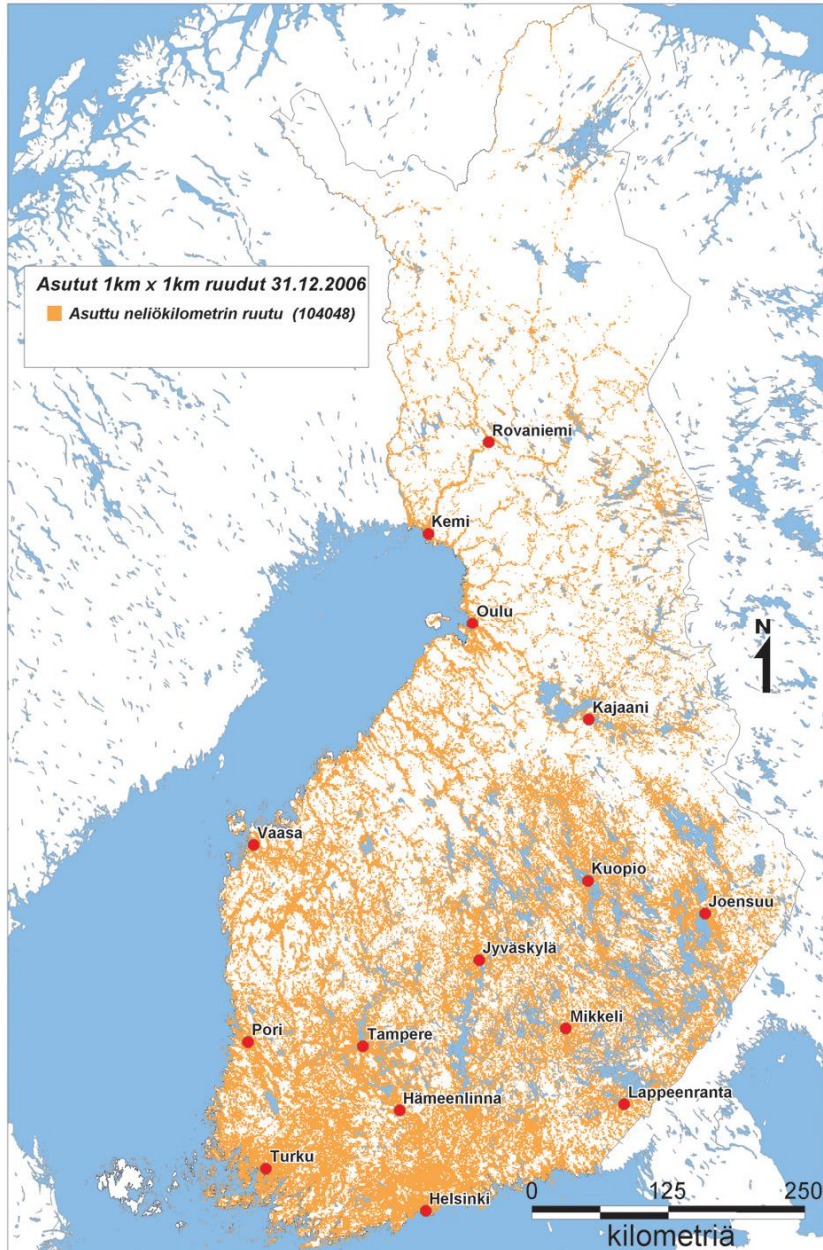 Asutut 1km x 1km ruudut 31.12.2006
Asuttu neliökilometrin ruutu (104048)
Rovaniemi
Kemi
Oulu
N
Kajaani
Vaasa
Kuopio
Joensuu
Jyväskylä
Mikkeli
Pori
Tampere
Lappeenranta
Hämeenlinna
Turku
Helsinki
0 125 250
kilometriä